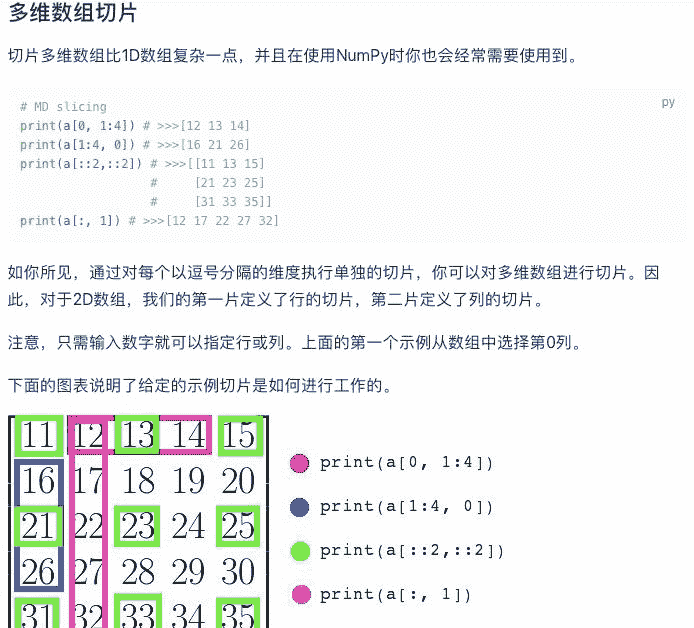 多维数组切片
切片多维数组比1D数组复杂一点，并且在使用NumPy时你也会经常需要使用到。
py
# MD slicing
print(a[0, 1:4]) # >>>[12 13 14]
print(a[1:4, 0]) # >>>[16 21 26]
print(a[::2,::2]) # >>>[[11 13 15]
# [21 23 25]
# [31 33 35]]
print(a[:, 1]) # >>>[12 17 22 27 32]
如你所见，通过对每个以逗号分隔的维度执行单独的切片，你可以对多维数组进行切片。因
此，对于2D数组，我们的第一片定义了行的切片，第二片定义了列的切片。
注意，只需输入数字就可以指定行或列。上面的第一个示例从数组中选择第0列。
下面的图表说明了给定的示例切片是如何进行工作的。
11 12 13 14 15
16 17 18 19 20
21 22 23 24 25
26 27 28 29 30
31 32 33 34 35
print(a[0, 1:4])
print(a[1:4, 0])
print(a[::2,::2])
print(a[:, 1])